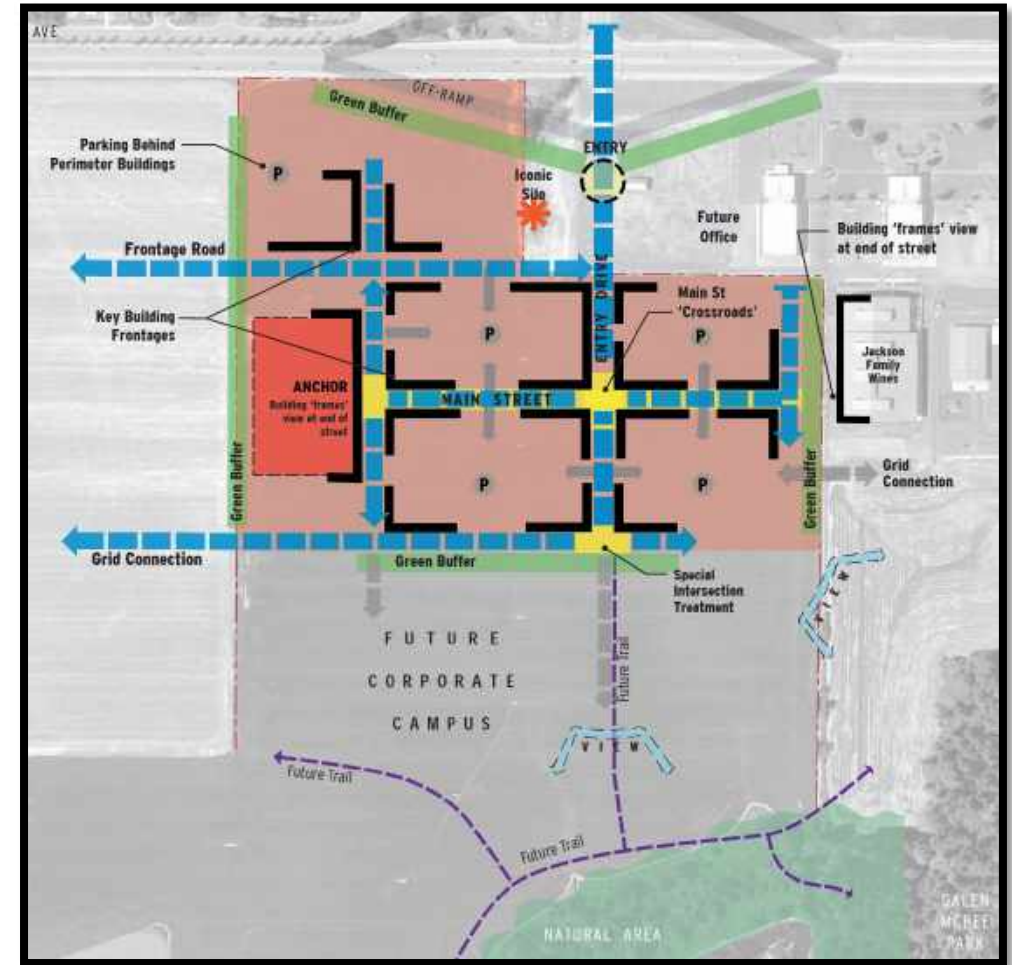 AVE
OFF-RAMP
Green Buffer
Parking Behind
Perimeter Buildings
P
ENTRY
Iconic
Silo
Future
Office
Building 'frames' view
at end of street
Frontage Road
ENTRY DRIVE
Main St
'Crossroads'
Key Building
Frontages
P
P
Jackson
Family
Wines
ANCHOR
Building 'frames'
view at end of
street
MAIN STREET
Green Buffer
P
P
Green Buffer
Grid
Connection
Grid Connection
Green Buffer
Special
Intersection
Treatment
VIEW
FUTURE
CORPORATE
CAMPUS
Future Trail
VIEW
Future Trail
Future Trail
NATURAL AREA
GALEN
MCBEE
PARK